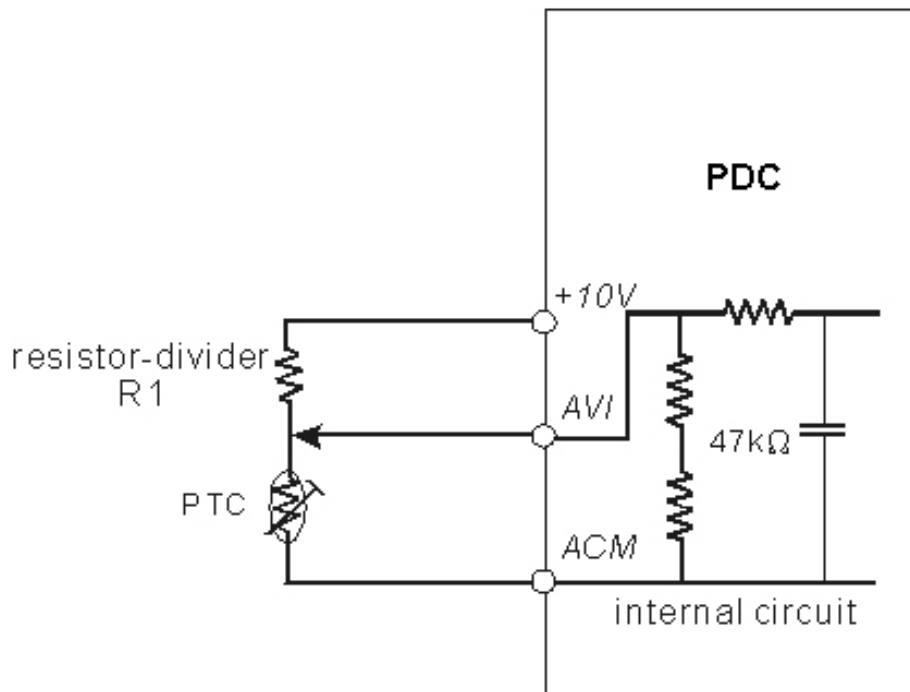 PDC
+10V
resistor-divider
R1
AVI
47kΩ
PTC
ACM
internal circuit